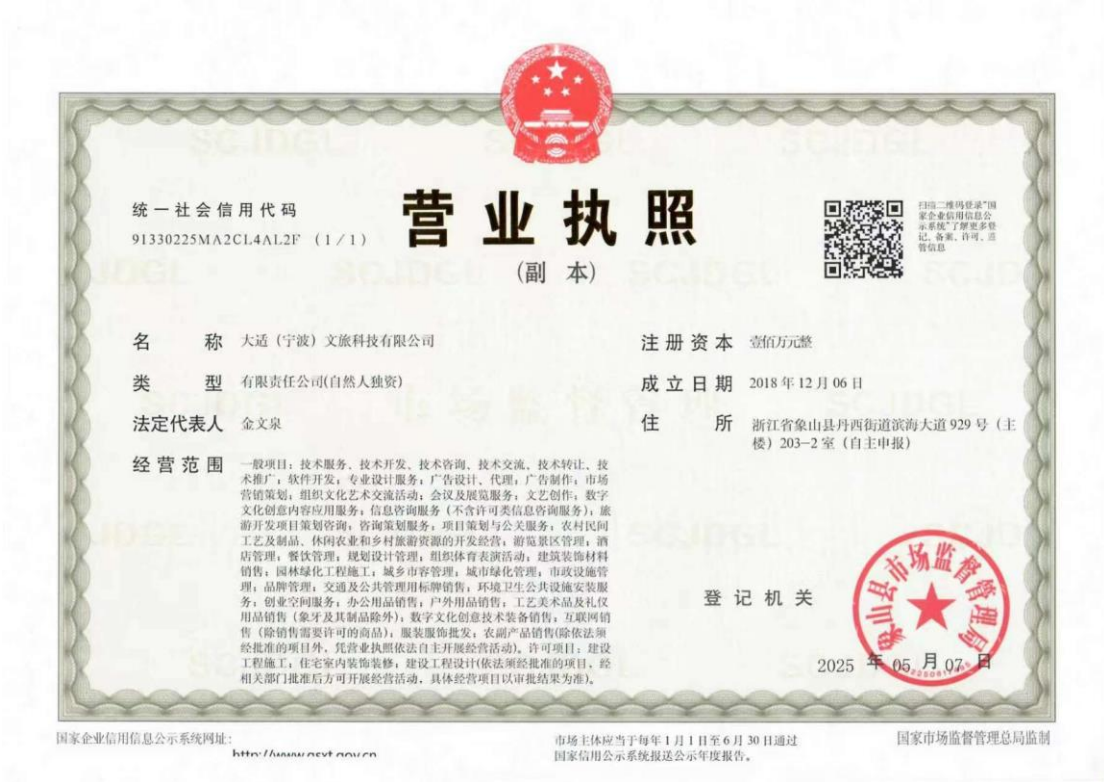 统一社会信用代码
91330225MA2CL4AL2F (1/1)
营业执照
(副 本)
扫描二维码登录"国
家企业信用信息公
示系统"了解更多登
记、备案、许可、监
管信息
名 称 大适（宁波）文旅科技有限公司
类 型 有限责任公司(自然人独资)
法定代表人 金文泉
经营范围 一般项目：技术服务、技术开发、技术咨询、技术交流、技术转让、技
术推广；软件开发；专业设计服务；广告设计、代理；广告制作；市场
营销策划；组织文化艺术交流活动；会议及展览服务；文艺创作；数字
文化创意内容应用服务；信息咨询服务（不含许可类信息咨询服务）；旅
游开发项目策划咨询；咨询策划服务；项目策划与公关服务；农村民间
工艺及制品、休闲农业和乡村旅游资源的开发经营；游览景区管理；酒
店管理；餐饮管理；规划设计管理；组织体育表演活动；建筑装饰材料
销售；园林绿化工程施工；城乡市容管理；城市绿化管理；市政设施管
理；品牌管理；交通及公共管理用标牌销售；环境卫生公共设施安装服
务；创业空间服务；办公用品销售；户外用品销售；工艺美术品及礼仪
用品销售（象牙及其制品除外）；数字文化创意技术装备销售；互联网销
售（除销售需要许可的商品）；服装服饰批发；农副产品销售(除依法须
经批准的项目外，凭营业执照依法自主开展经营活动)。许可项目：建设
工程施工；住宅室内装饰装修；建设工程设计(依法须经批准的项目，经
相关部门批准后方可开展经营活动，具体经营项目以审批结果为准)。
注册资本 壹佰万元整
成立日期 2018年12月06日
住 所 浙江省象山县丹西街道滨海大道929号（主
楼）203-2室（自主申报）
登记机关
象山县市场监督管理局
2025年05月07日
国家企业信用信息公示系统网址：
http://www.gsxt.gov.cn
市场主体应当于每年1月1日至6月30日通过
国家信用公示系统报送公示年度报告。
国家市场监督管理总局监制